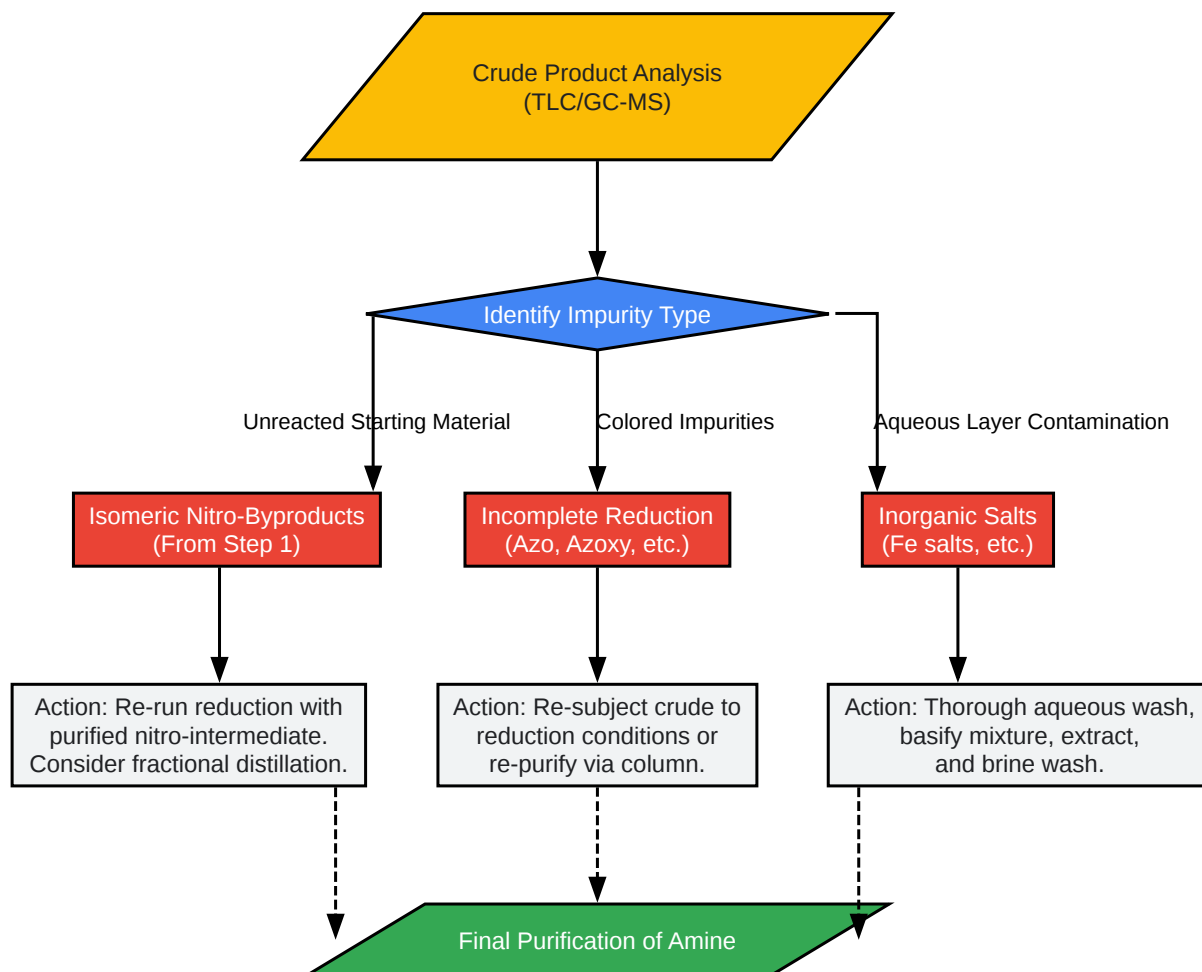 Crude Product Analysis
(TLC/GC-MS)
Identify Impurity Type
Unreacted Starting Material
Colored Impurities
Aqueous Layer Contamination
Isomeric Nitro-Byproducts
(From Step 1)
Incomplete Reduction
(Azo, Azoxy, etc.)
Inorganic Salts
(Fe salts, etc.)
Action: Re-run reduction with
purified nitro-intermediate.
Consider fractional distillation.
Action: Re-subject crude to
reduction conditions or
re-purify via column.
Action: Thorough aqueous wash,
basify mixture, extract,
and brine wash.
Final Purification of Amine